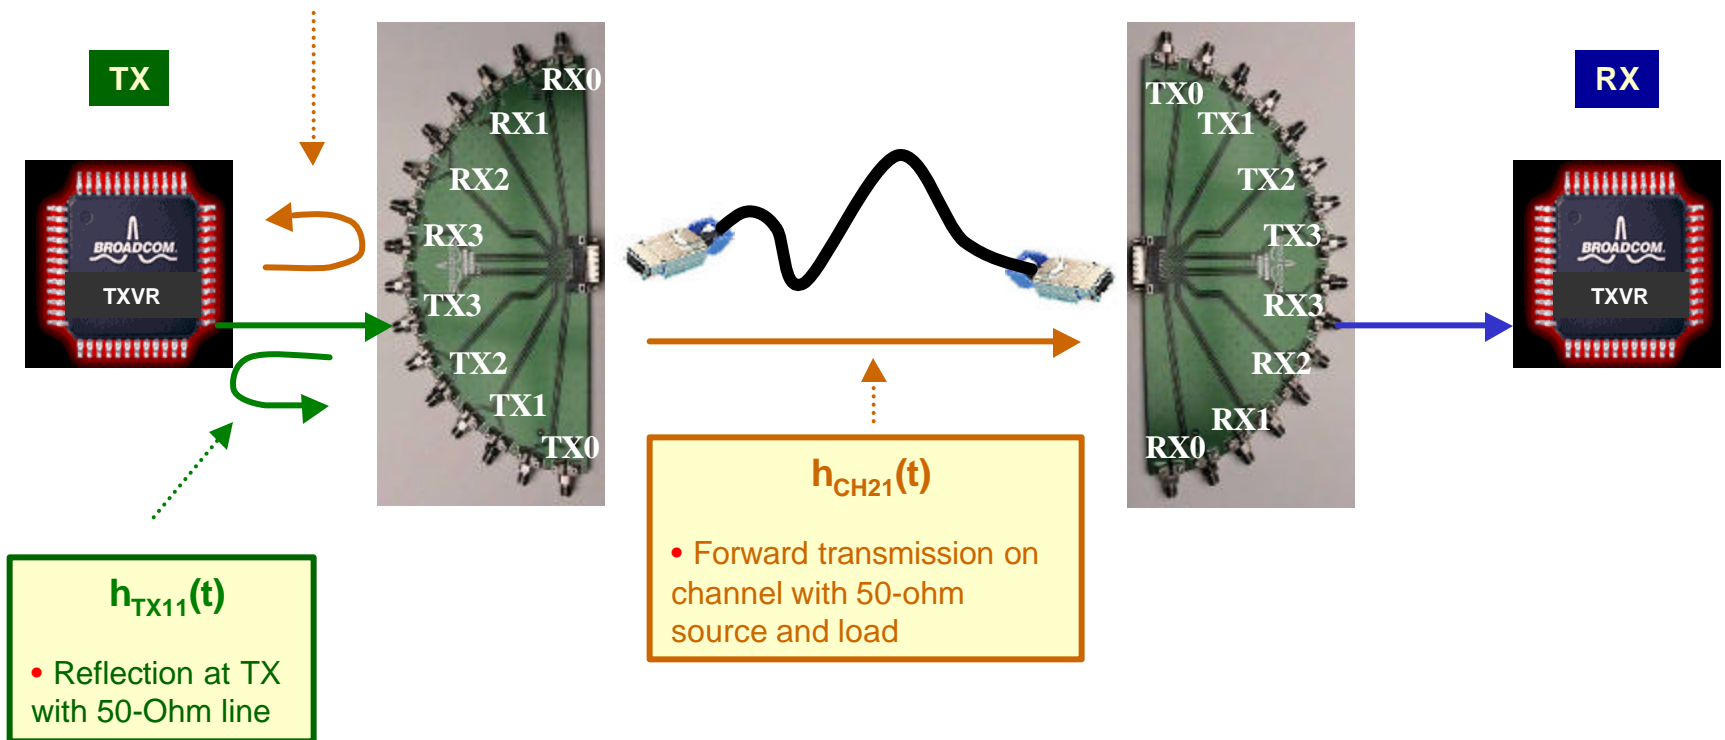 TX
RX
RX0
RX1
RX2
RX3
TX3
TX2
TX1
TX0
TX0
TX1
TX2
TX3
RX3
RX2
RX1
RX0
BROADCOM.
TXVR
BROADCOM.
TXVR
hCH21(t)
• Forward transmission on
channel with 50-ohm
source and load
hTX11(t)
• Reflection at TX
with 50-Ohm line